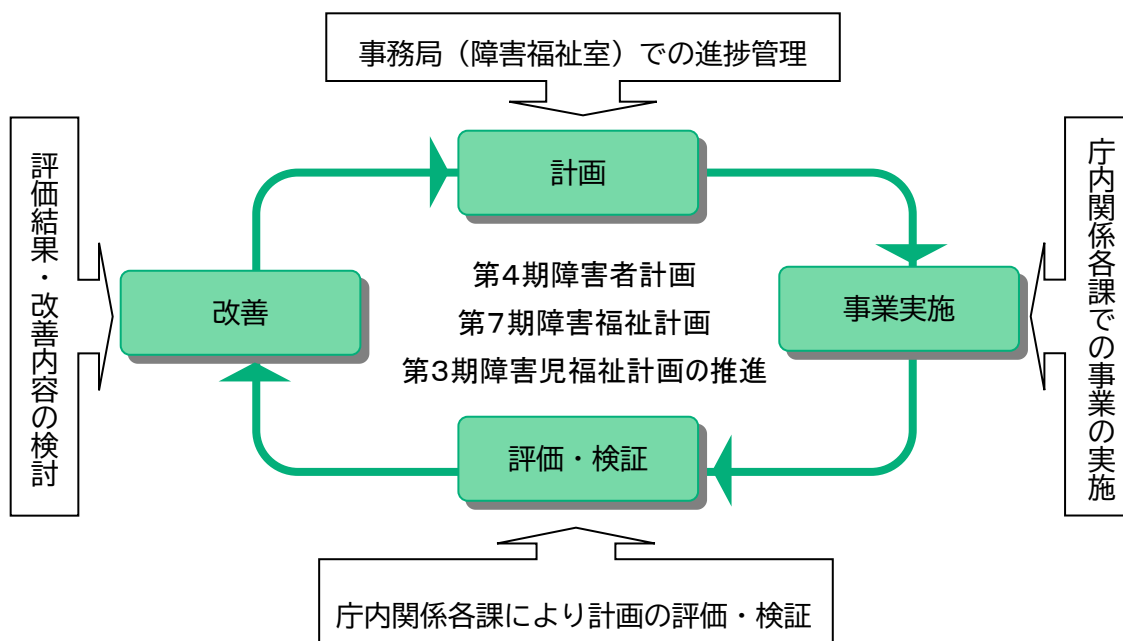 事務局（障害福祉室）での進捗管理
計画
評価結果・改善内容の検討
庁内関係各課での事業の実施
改善
第4期障害者計画
第7期障害福祉計画
第3期障害児福祉計画の推進
事業実施
評価・検証
庁内関係各課により計画の評価・検証